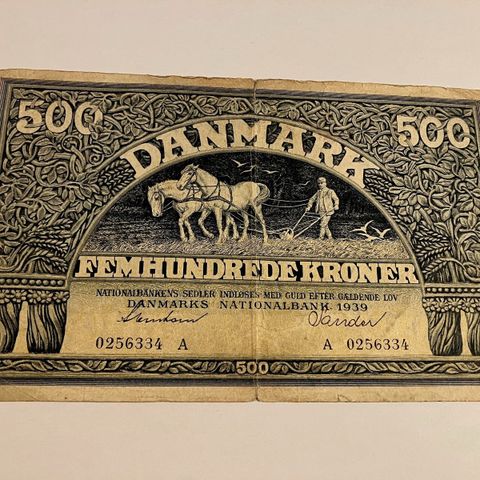 500 500
DANMARK
FEMHUNDREDE KRONER
NATIONALBANKENS SEDLER INDLØSES MED GULD EFTER GÆLDENDE LOV
DANMARKS NATIONALBANK 1939
0256334 A A 0256334
500